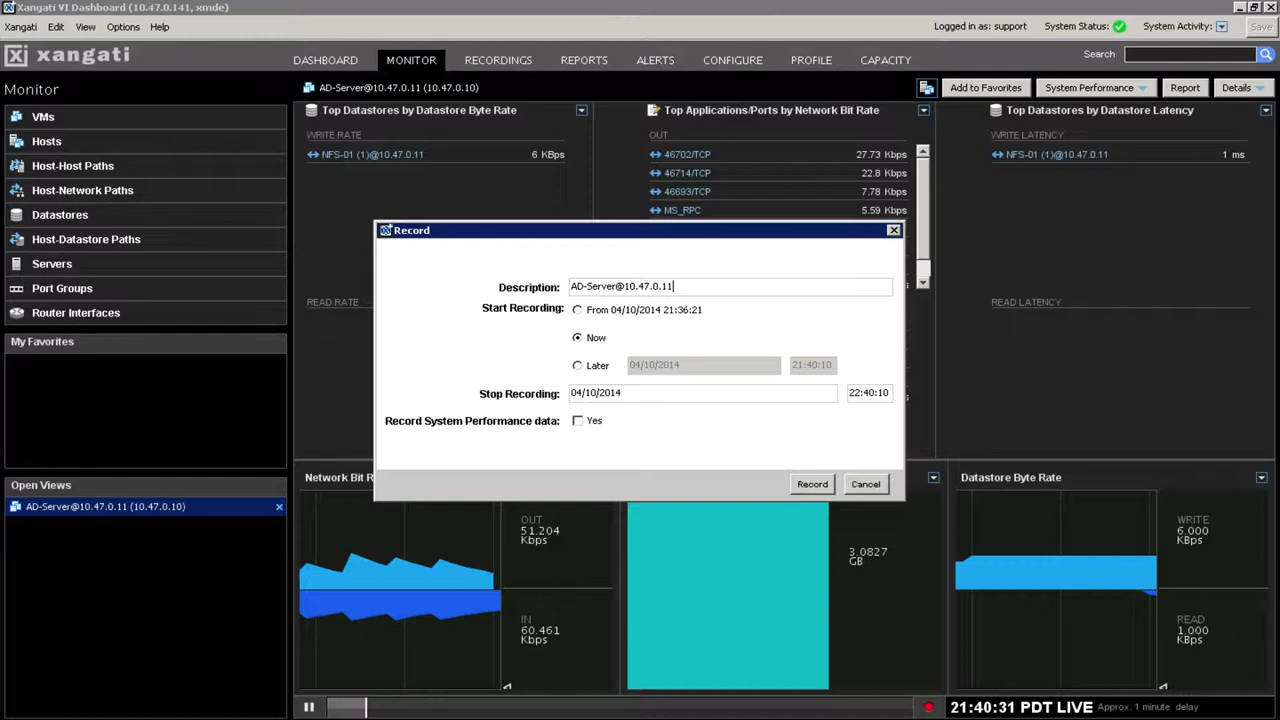 Xangati VI Dashboard (10.47.0.141, xmde)
Xangati Edit View Options Help
Logged in as: support System Status: System Activity: Save
xangati
DASHBOARD MONITOR RECORDINGS REPORTS ALERTS CONFIGURE PROFILE CAPACITY
Search
Monitor
AD-Server@10.47.0.11 (10.47.0.10)
Add to Favorites System Performance Report Details
VMs
Hosts
Host-Host Paths
Host-Network Paths
Datastores
Host-Datastore Paths
Servers
Port Groups
Router Interfaces
My Favorites
Open Views
AD-Server@10.47.0.11 (10.47.0.10)
Top Datastores by Datastore Byte Rate
WRITE RATE
NFS-01 (1)@10.47.0.11 6 KBps
READ RATE
Top Applications/Ports by Network Bit Rate
OUT
46702/TCP 27.73 Kbps
46714/TCP 22.8 Kbps
46693/TCP 7.78 Kbps
MS_RPC 5.59 Kbps
Top Datastores by Datastore Latency
WRITE LATENCY
NFS-01 (1)@10.47.0.11 1 ms
READ LATENCY
Record
Description: AD-Server@10.47.0.11
Start Recording: From 04/10/2014 21:36:21
Now
Later 04/10/2014 21:40:10
Stop Recording: 04/10/2014 22:40:10
Record System Performance data: Yes
Record Cancel
Network Bit R
OUT
51.204
Kbps
IN
60.461
Kbps
3.0827
GB
Datastore Byte Rate
WRITE
6.000
KBps
READ
1.000
KBps
21:40:31 PDT LIVE Approx. 1 minute delay